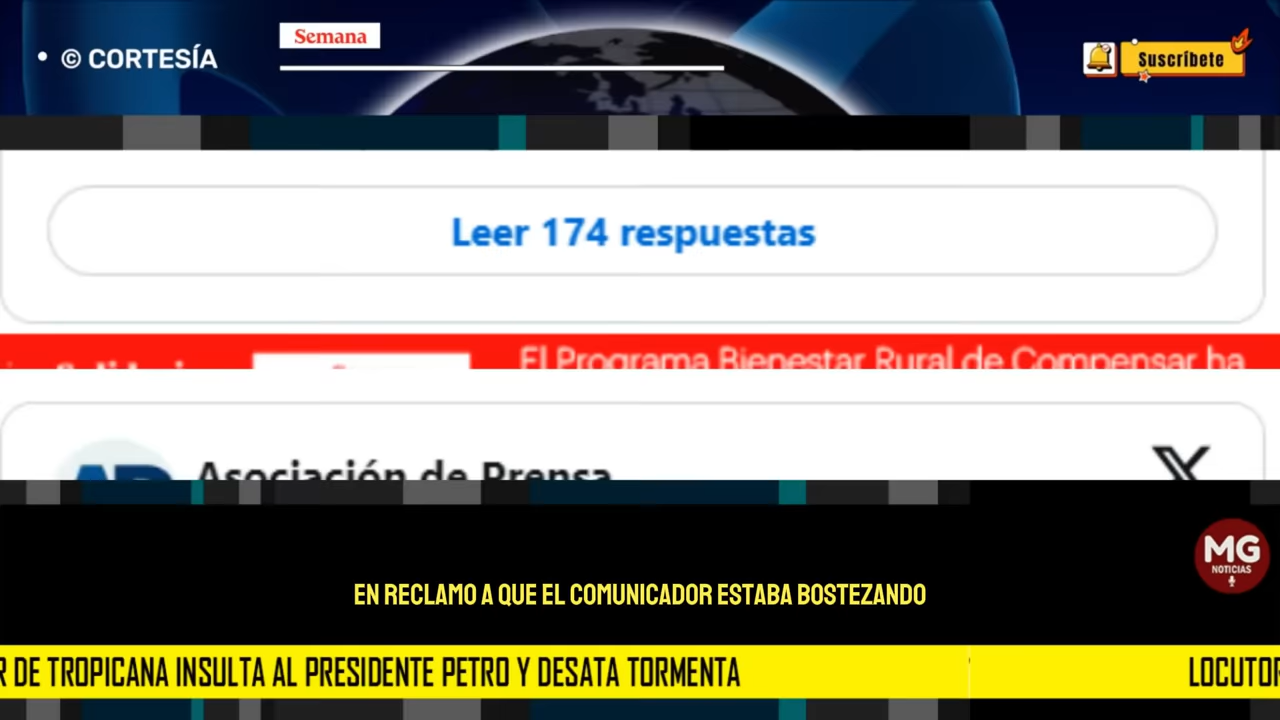 • © CORTESÍA
Semana
Suscríbete
Leer 174 respuestas
El Programa Bienestar Rural de Compensar ha
Asociación de Prensa
X
MG
NOTICIAS
EN RECLAMO A QUE EL COMUNICADOR ESTABA BOSTEZANDO
R DE TROPICANA INSULTA AL PRESIDENTE PETRO Y DESATA TORMENTA
LOCUTOR